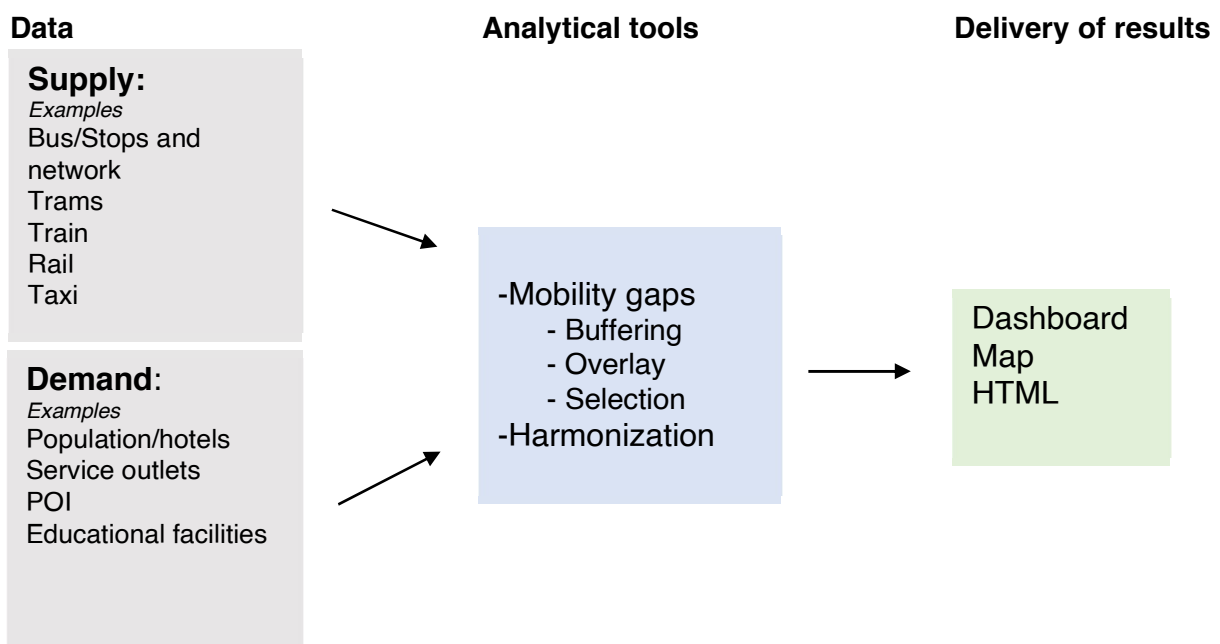 Data
Supply:
Examples
Bus/Stops and
network
Trams
Train
Rail
Taxi
Demand:
Examples
Population/hotels
Service outlets
POI
Educational facilities
Analytical tools
-Mobility gaps
- Buffering
- Overlay
- Selection
-Harmonization
Delivery of results
Dashboard
Map
HTML